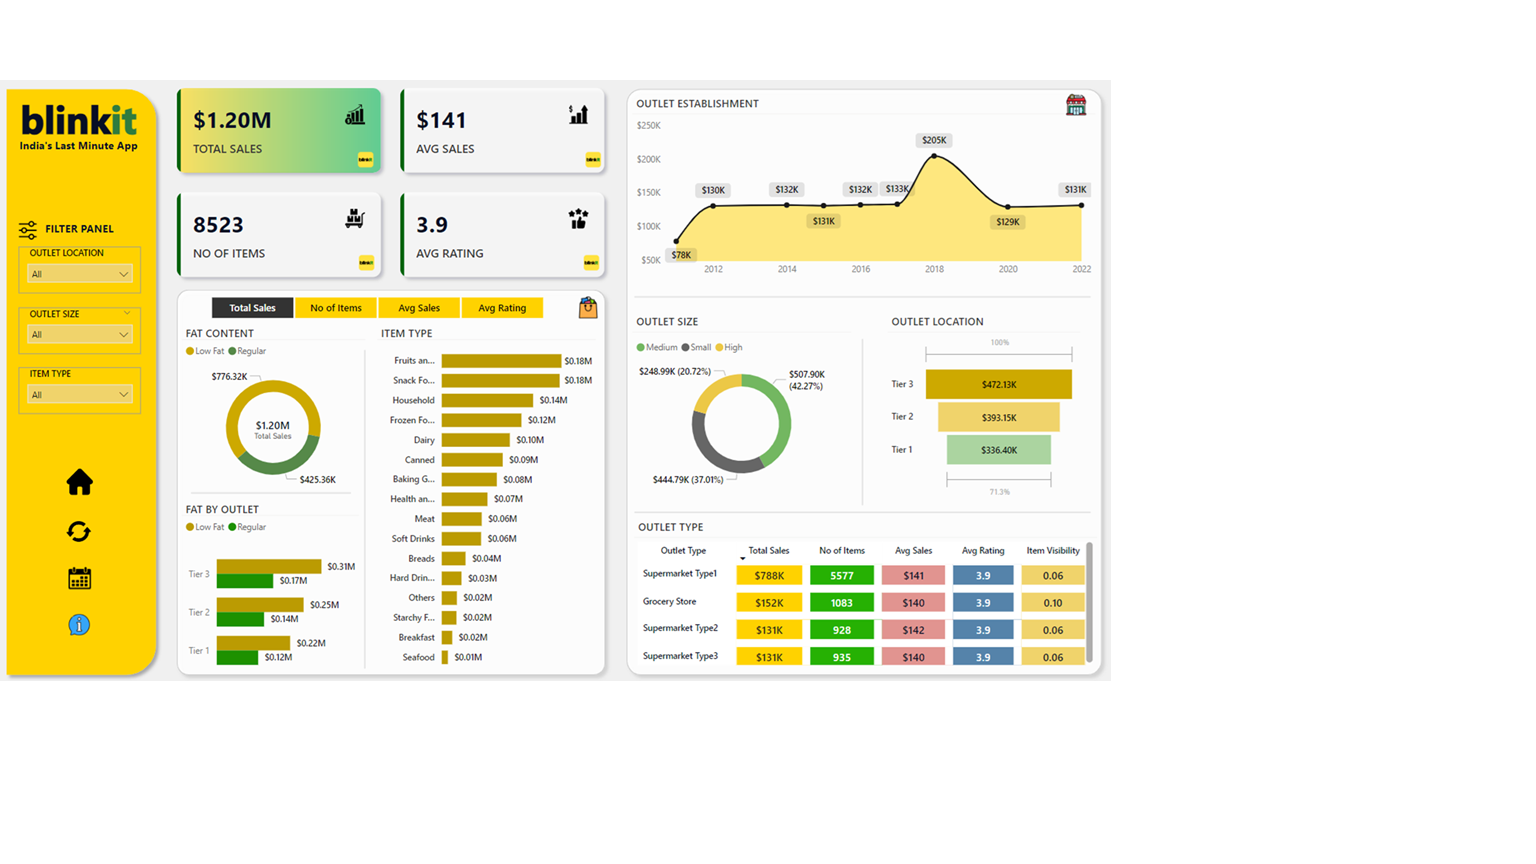 blinkit
India's Last Minute App
FILTER PANEL
OUTLET LOCATION
All
OUTLET SIZE
All
ITEM TYPE
All
$1.20M
TOTAL SALES
blinkit
$141
AVG SALES
blinkit
8523
NO OF ITEMS
blinkit
3.9
AVG RATING
blinkit
Total Sales No of Items Avg Sales Avg Rating
FAT CONTENT
Low Fat Regular
$776.32K
$1.20M
Total Sales
$425.36K
FAT BY OUTLET
Low Fat Regular
Tier 3 $0.31M
$0.17M
Tier 2 $0.25M
$0.14M
Tier 1 $0.22M
$0.12M
ITEM TYPE
Fruits an... $0.18M
Snack Fo... $0.18M
Household $0.14M
Frozen Fo... $0.12M
Dairy $0.10M
Canned $0.09M
Baking G... $0.08M
Health an... $0.07M
Meat $0.06M
Soft Drinks $0.06M
Breads $0.04M
Hard Drin... $0.03M
Others $0.02M
Starchy F... $0.02M
Breakfast $0.02M
Seafood $0.01M
OUTLET ESTABLISHMENT
$250K
$200K
$150K
$100K
$50K
$78K
$130K
$132K
$131K
$132K
$133K
$205K
$129K
$131K
2012 2014 2016 2018 2020 2022
OUTLET SIZE
Medium Small High
$248.99K (20.72%)
$507.90K
(42.27%)
$444.79K (37.01%)
OUTLET LOCATION
100%
Tier 3 $472.13K
Tier 2 $393.15K
Tier 1 $336.40K
71.3%
OUTLET TYPE
Outlet Type Total Sales No of Items Avg Sales Avg Rating Item Visibility
Supermarket Type1 $788K 5577 $141 3.9 0.06
Grocery Store $152K 1083 $140 3.9 0.10
Supermarket Type2 $131K 928 $142 3.9 0.06
Supermarket Type3 $131K 935 $140 3.9 0.06